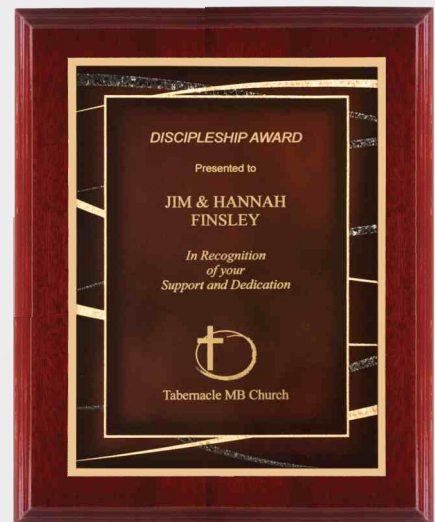 DISCIPLESHIP AWARD
Presented to
JIM & HANNAH
FINSLEY
In Recognition
of your
Support and Dedication
Tabernacle MB Church